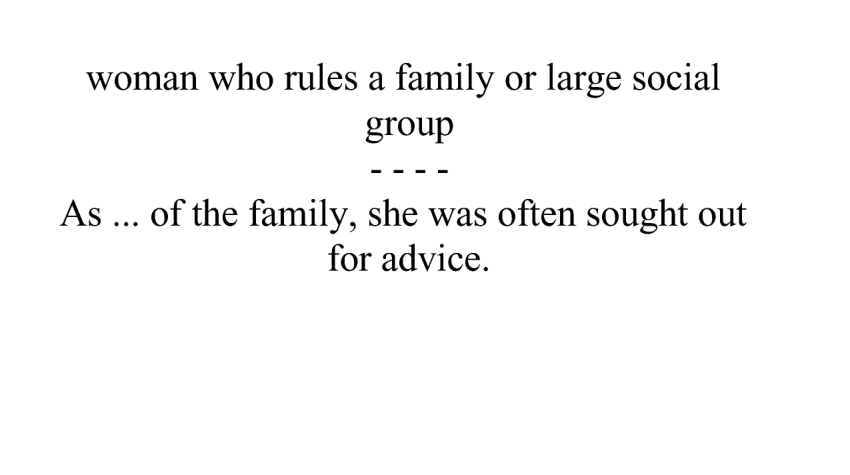 woman who rules a family or large social
group
- - - -
As ... of the family, she was often sought out
for advice.